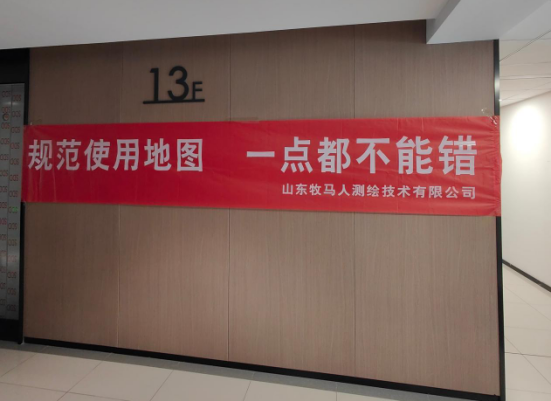 13F
规范使用地图 一点都不能错
山东牧马人测绘技术有限公司